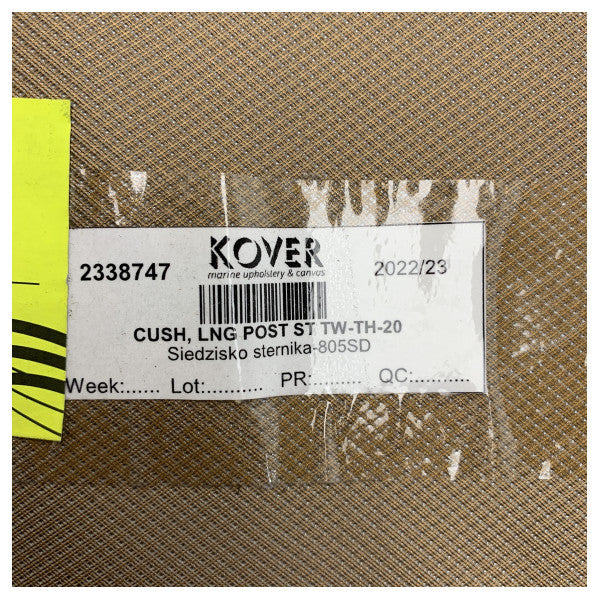 KOVER
marine upholstery & canvas
2338747
2022/23
CUSH, LNG POST ST TW-TH-20
Siedzisko sternika-805SD
Week:...... Lot:.......... PR:......... QC:..........